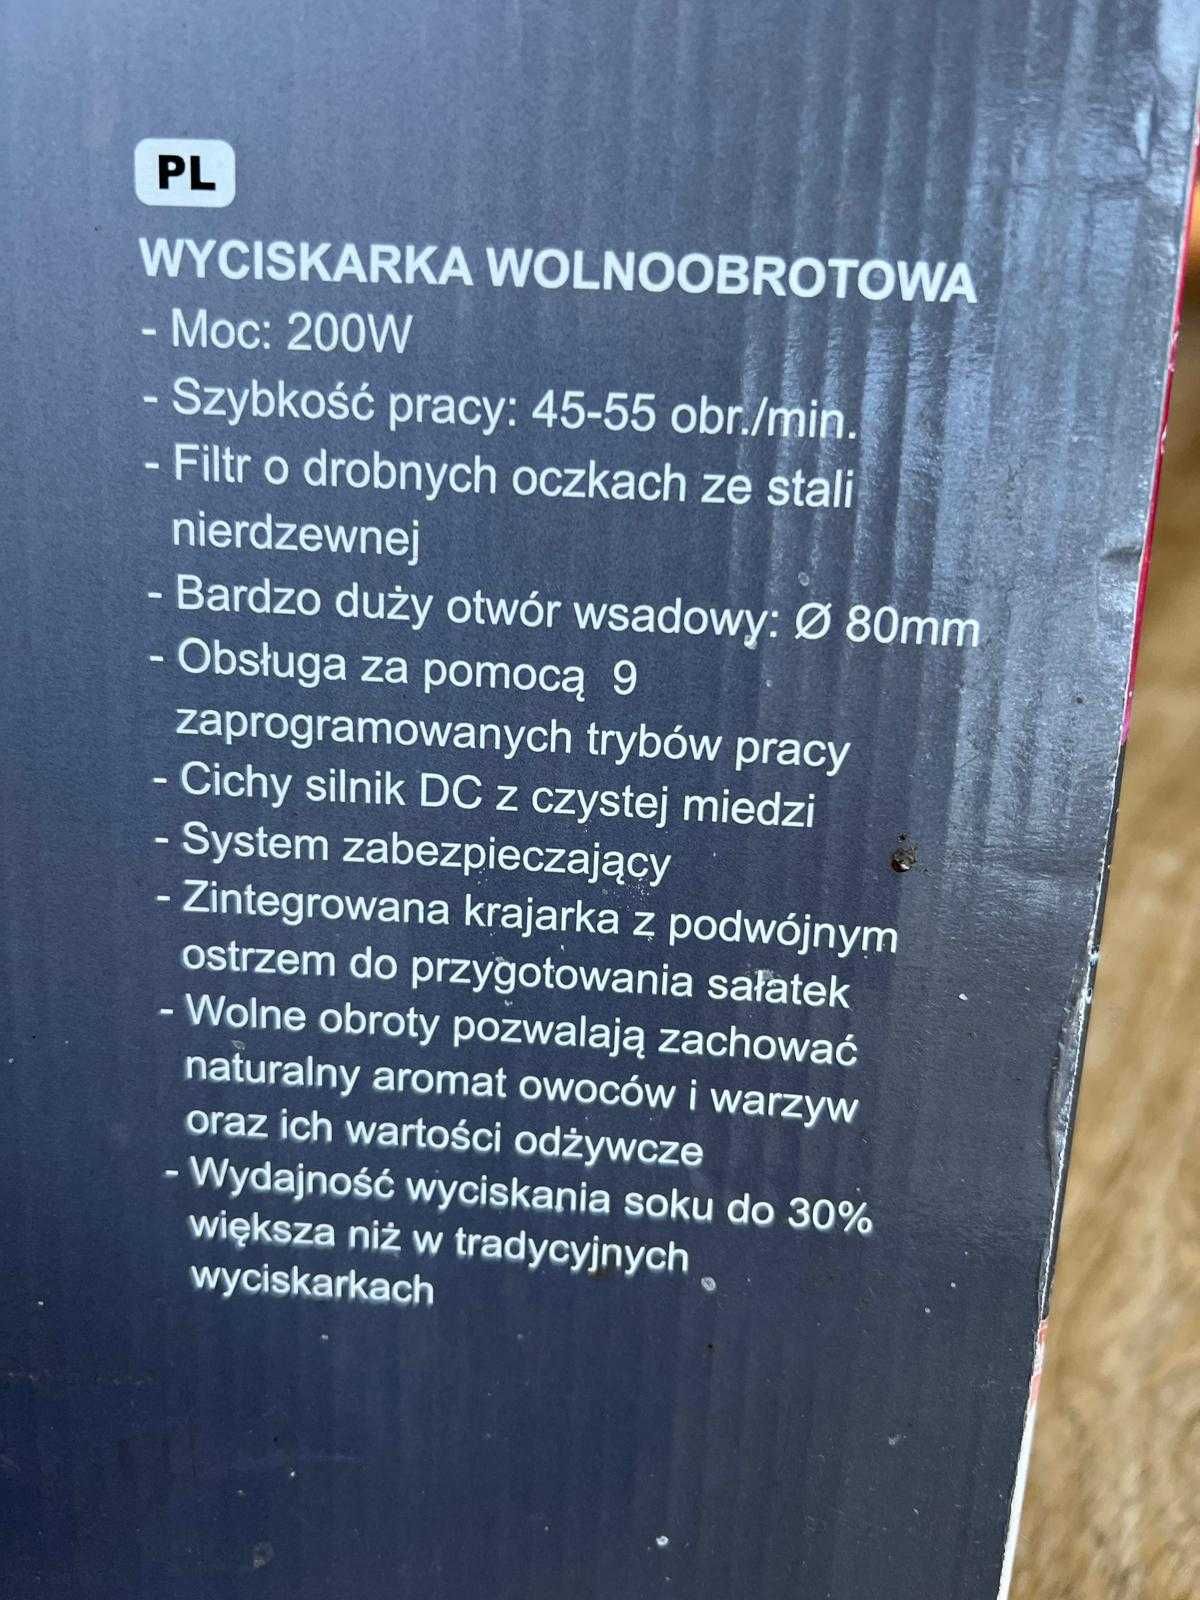 PL
WYCISKARKA WOLNOOBROTOWA
- Moc: 200W
- Szybkość pracy: 45-55 obr./min.
- Filtr o drobnych oczkach ze stali
nierdzewnej
- Bardzo duży otwór wsadowy: Ø 80mm
- Obsługa za pomocą  9
zaprogramowanych trybów pracy
- Cichy silnik DC z czystej miedzi
- System zabezpieczający
- Zintegrowana krajarka z podwójnym
ostrzem do przygotowania sałatek
- Wolne obroty pozwalają zachować
naturalny aromat owoców i warzyw
oraz ich wartości odżywcze
- Wydajność wyciskania soku do 30%
większa niż w tradycyjnych
wyciskarkach